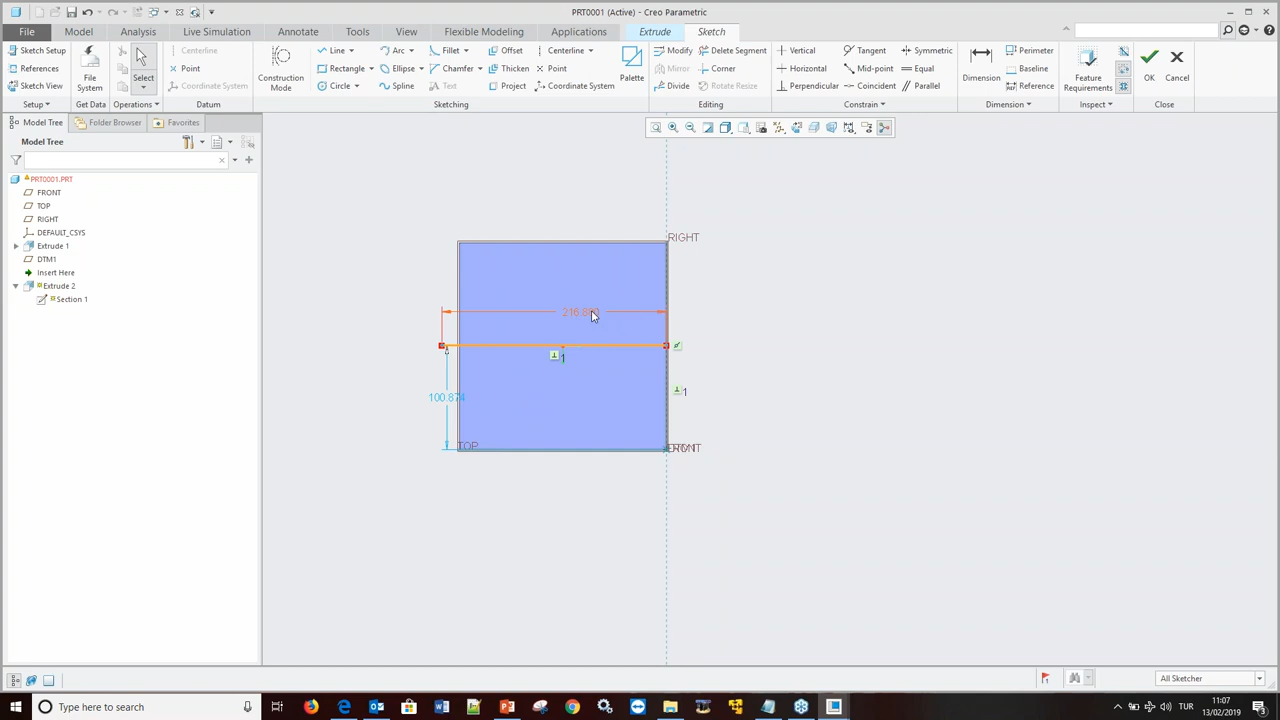 PRT0001 (Active) - Creo Parametric
File Model Analysis Live Simulation Annotate Tools View Flexible Modeling Applications Extrude Sketch
Sketch Setup
References
Sketch View
Setup
File
System
Get Data
Select
Operations
Centerline
Point
Coordinate System
Datum
Construction
Mode
Line Arc Fillet Offset Centerline
Rectangle Ellipse Chamfer Thicken Point
Circle Spline Project Coordinate System
Palette
Sketching
Modify Delete Segment
Mirror Corner
Divide Rotate Resize
Editing
Vertical Tangent Symmetric
Horizontal Mid-point Equal
Perpendicular Coincident Parallel
Constrain
Dimension
Perimeter
Baseline
Reference
Dimension
Feature
Requirements
Inspect
OK
Cancel
Close
Model Tree Folder Browser Favorites
Model Tree
PRT0001.PRT
FRONT
TOP
RIGHT
DEFAULT_CSYS
Extrude 1
DTM1
Insert Here
Extrude 2
Section 1
RIGHT
1
1
100.874
TOP
All Sketcher
Type here to search
TUR
11:07
13/02/2019